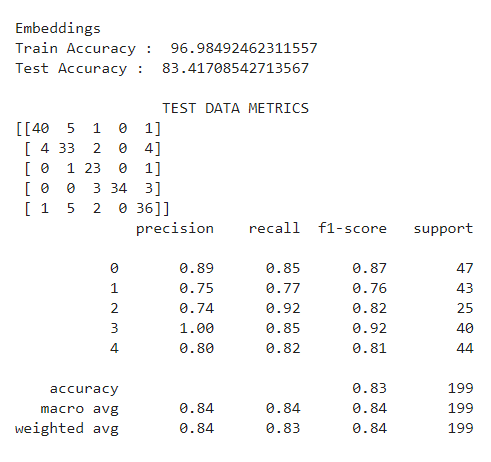 Embeddings
Train Accuracy :  96.98492462311557
Test Accuracy :  83.41708542713567
TEST DATA METRICS
[[40  5  1  0  1]
 [ 4 33  2  0  4]
 [ 0  1 23  0  1]
 [ 0  0  3 34  3]
 [ 1  5  2  0 36]]
              precision    recall  f1-score   support
           0       0.89      0.85      0.87        47
           1       0.75      0.77      0.76        43
           2       0.74      0.92      0.82        25
           3       1.00      0.85      0.92        40
           4       0.80      0.82      0.81        44
    accuracy                           0.83       199
   macro avg       0.84      0.84      0.84       199
weighted avg       0.84      0.83      0.84       199